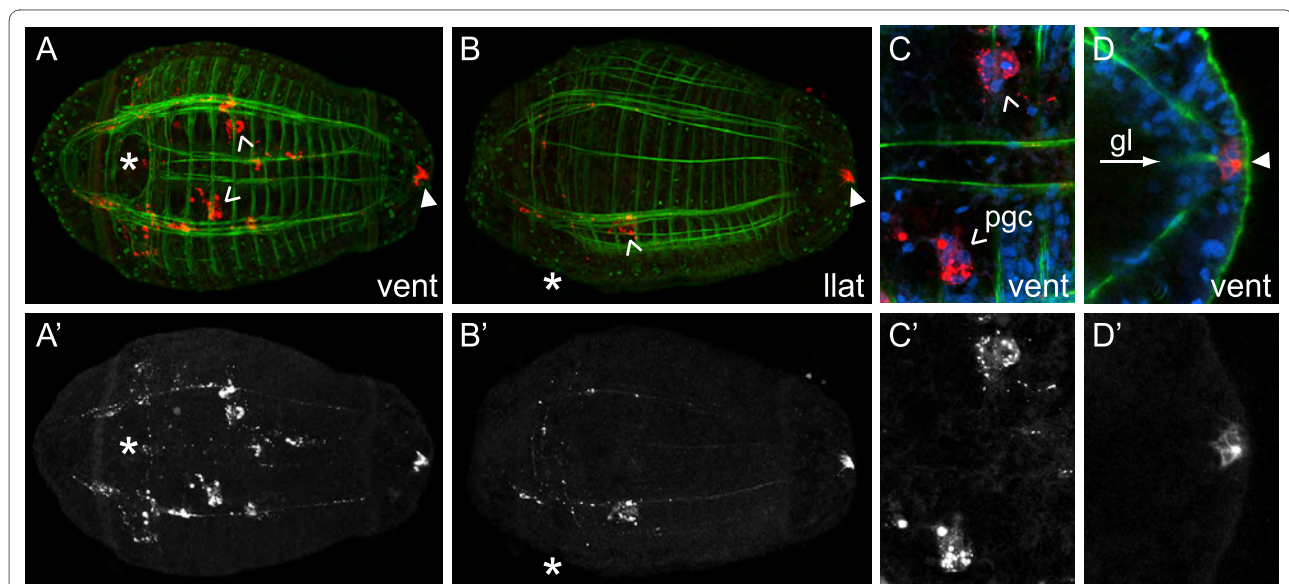 A
*
vent
B
*
llat
C
pgc
vent
D
gl
vent
A’
*
B’
*
C’
D’